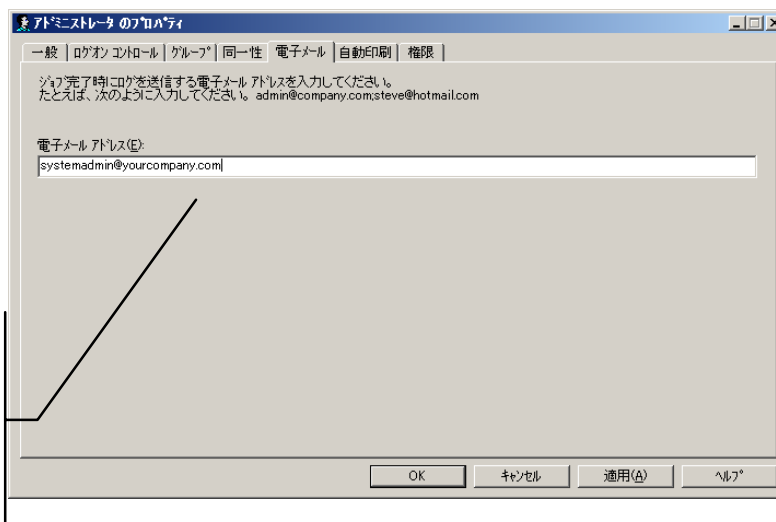 ｱﾄﾞﾐﾆｽﾄﾚｰﾀ のﾌﾟﾛﾊﾟﾃｨ
一般 ﾛｸﾞｵﾝ ｺﾝﾄﾛｰﾙ ｸﾞﾙｰﾌﾟ 同一性 電子ﾒｰﾙ 自動印刷 権限
ｼﾞｮﾌﾞ完了時にﾛｸﾞを送信する電子ﾒｰﾙ ｱﾄﾞﾚｽを入力してください。
たとえば、次のように入力してください。admin@company.com;steve@hotmail.com
電子ﾒｰﾙ ｱﾄﾞﾚｽ(E):
systemadmin@yourcompany.com
OK ｷｬﾝｾﾙ 適用(A) ﾍﾙﾌﾟ